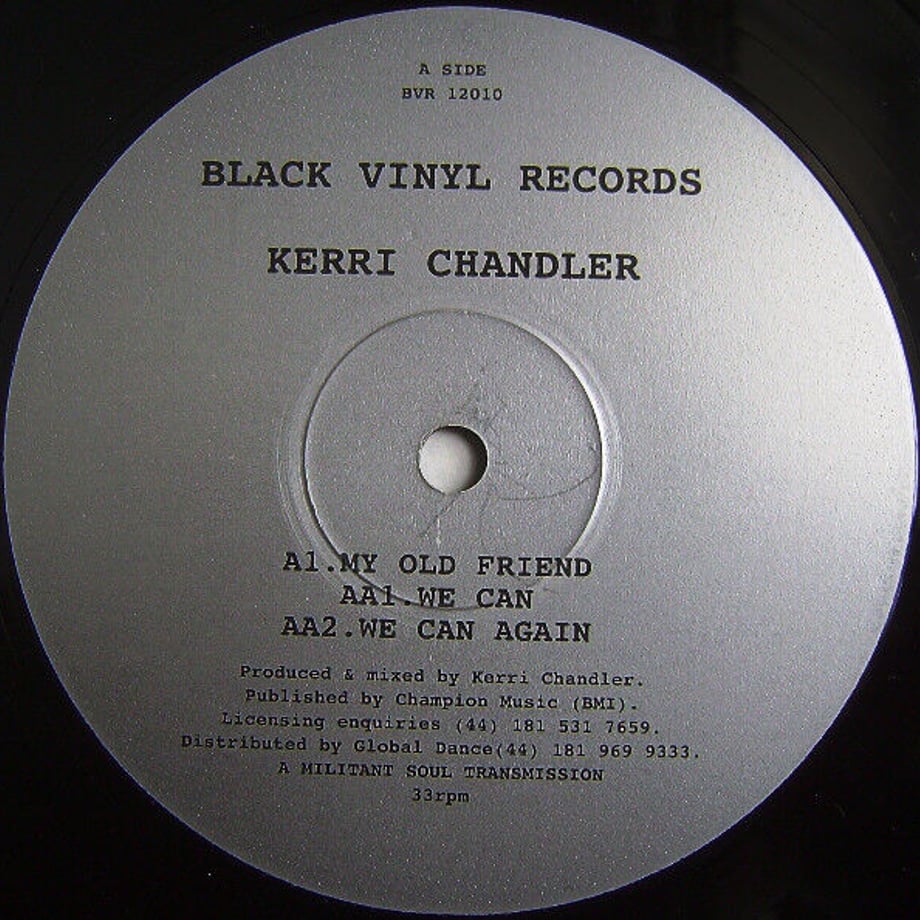 A SIDE
BVR 12010
BLACK VINYL RECORDS
KERRI CHANDLER
A1.MY OLD FRIEND
AA1.WE CAN
AA2.WE CAN AGAIN
Produced & mixed by Kerri Chandler.
Published by Champion Music (BMI).
Licensing enquiries (44) 181 531 7659.
Distributed by Global Dance(44) 181 969 9333.
A MILITANT SOUL TRANSMISSION
33rpm